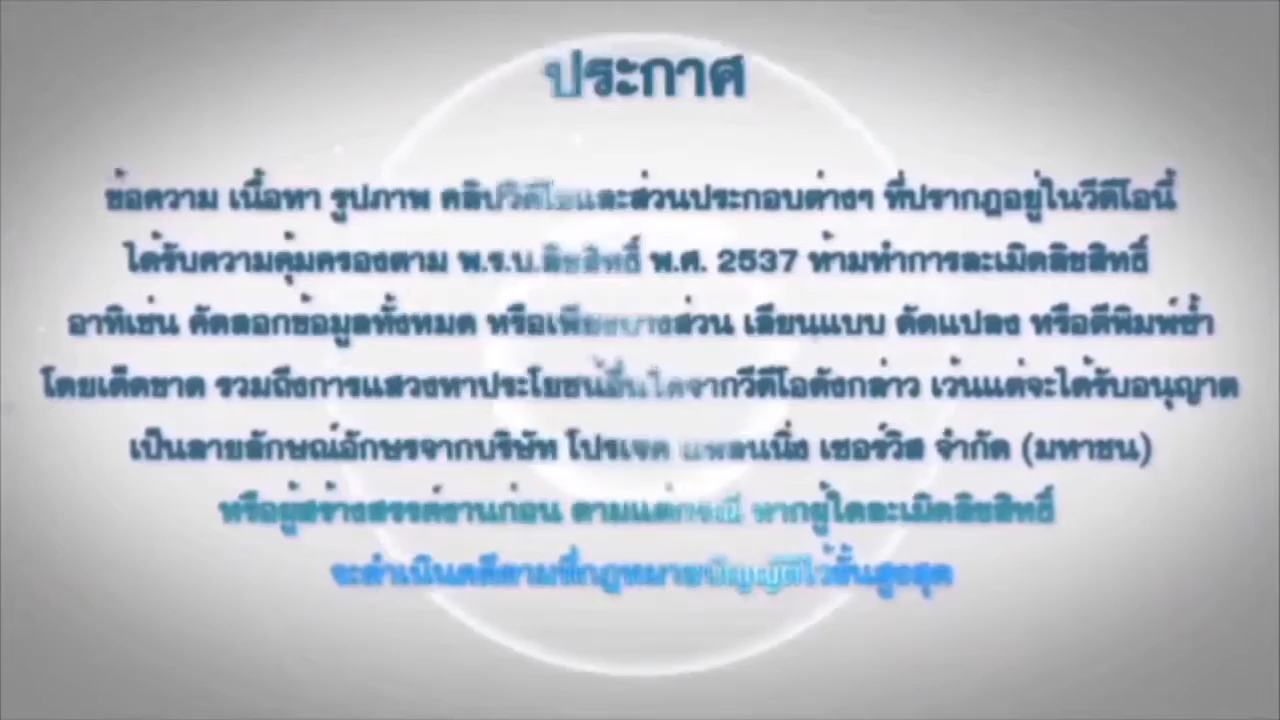 ประกาศ
ข้อความ เนื้อหา รูปภาพ คลิปวิดีโอและส่วนประกอบต่างๆ ที่ปรากฎอยู่ในวีดีโอนี้
ได้รับความคุ้มครองตาม พ.ร.บ.ลิขสิทธิ์ พ.ศ. 2537 ห้ามทำการละเมิดลิขสิทธิ์
อาทิเช่น คัดลอกข้อมูลทั้งหมด หรือเพียงบางส่วน เลียนแบบ ดัดแปลง หรือตีพิมพ์ซ้ำ
โดยเด็ดขาด รวมถึงการแสวงหาประโยชน์อื่นใดจากวีดีโอดังกล่าว เว้นแต่จะได้รับอนุญาต
เป็นลายลักษณ์อักษรจากบริษัท โปรเจค แพลนนิ่ง เซอร์วิส จำกัด (มหาชน)
หรือผู้สร้างสรรค์งานก่อน ตามแต่กรณี หากผู้ใดละเมิดลิขสิทธิ์
จะดำเนินคดีตามที่กฎหมายบัญญัติไว้ขั้นสูงสุด